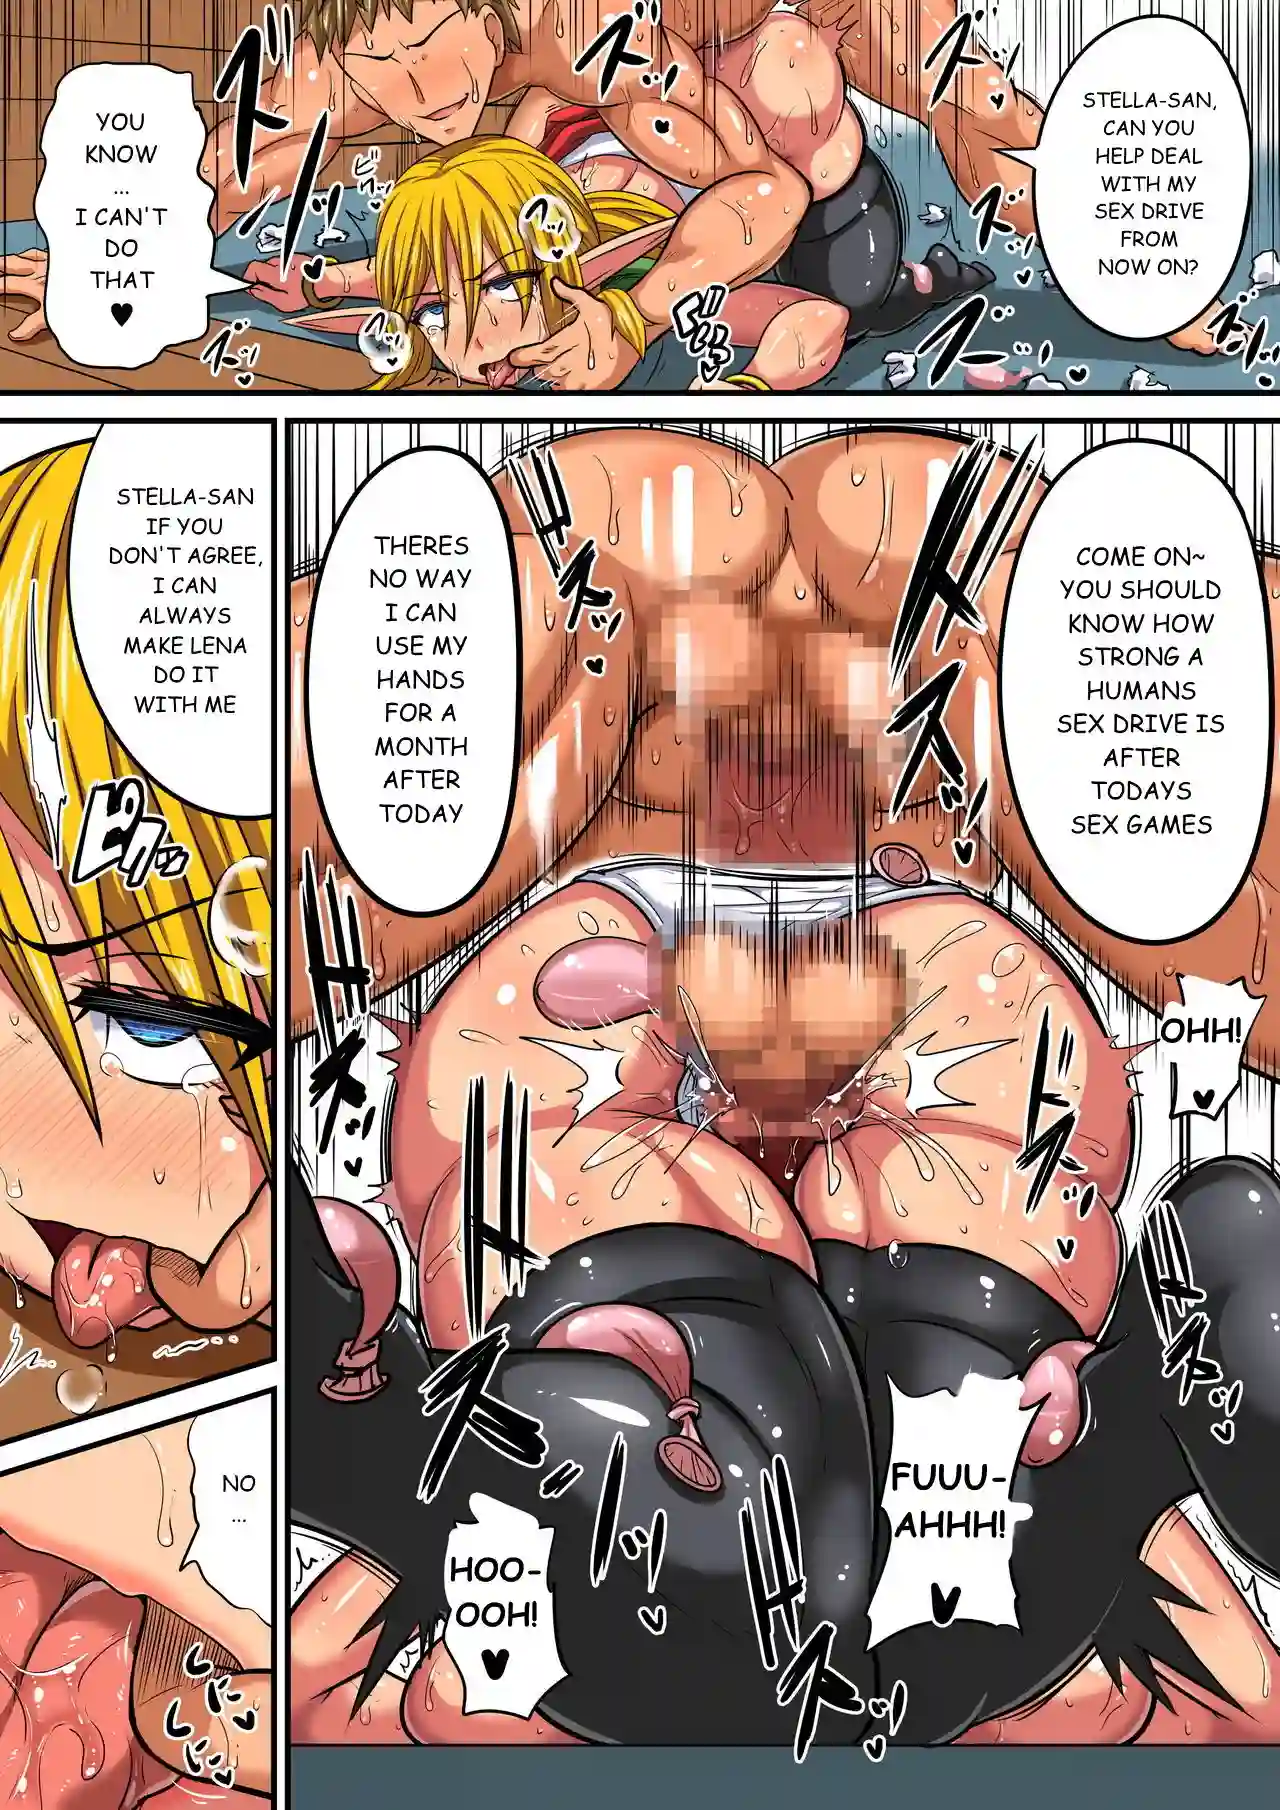 STELLA-SAN,
CAN YOU
HELP DEAL
WITH MY
SEX DRIVE
FROM
NOW ON?
YOU
KNOW
...
I CAN'T
DO
THAT
♥
COME ON~
YOU SHOULD
KNOW HOW
STRONG A
HUMANS
SEX DRIVE IS
AFTER
TODAYS
SEX GAMES
THERES
NO WAY
I CAN
USE MY
HANDS
FOR A
MONTH
AFTER
TODAY
OHH!
FUUU-
AHHH!
HOO-
OOH!
STELLA-SAN
IF YOU
DON'T AGREE,
I CAN
ALWAYS
MAKE LENA
DO IT
WITH ME
NO
...